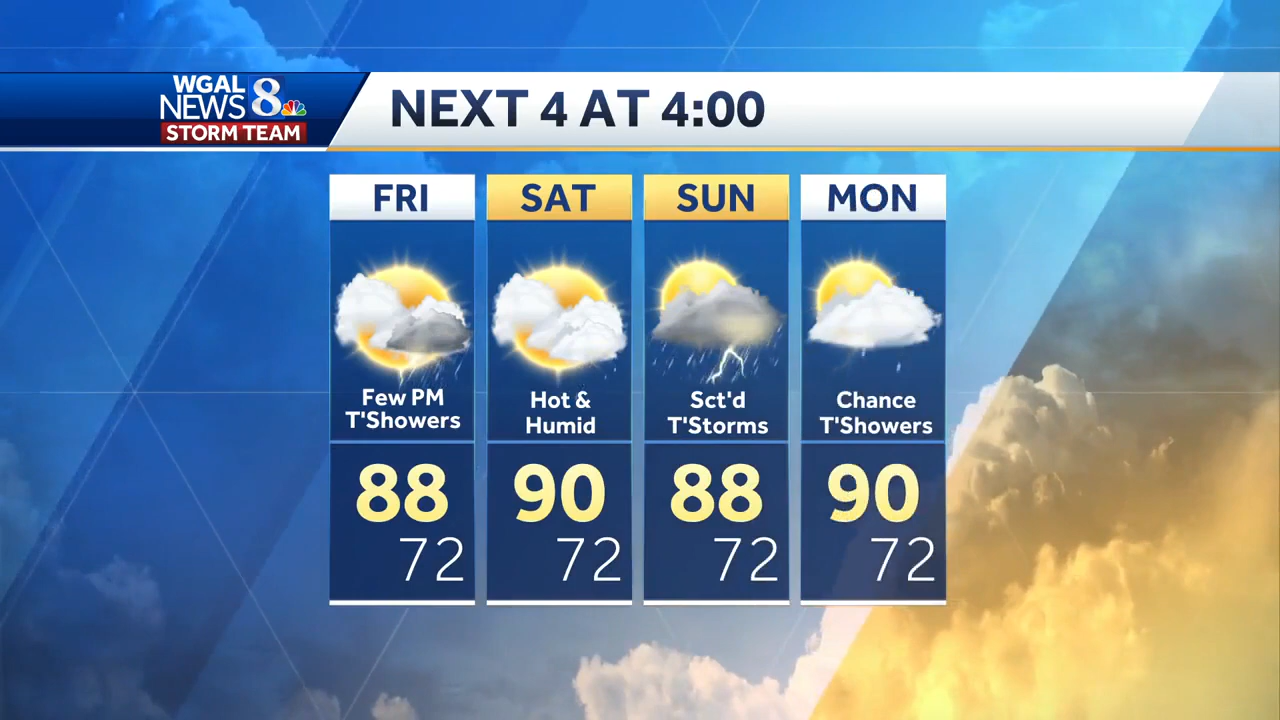 WGAL
NEWS 8
STORM TEAM
NEXT 4 AT 4:00
FRI
Few PM
T'Showers
88
72
SAT
Hot &
Humid
90
72
SUN
Sct'd
T'Storms
88
72
MON
Chance
T'Showers
90
72